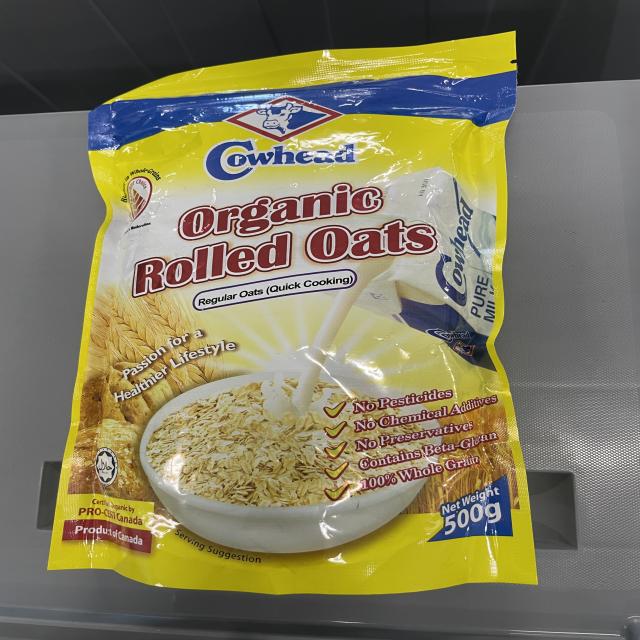 Cowhead
Organic
Rolled Oats
Regular Oats (Quick Cooking)
Cowhead
PURE
MILK
Passion for a
Healthier Lifestyle
No Pesticides
No Chemical Additives
No Preservatives
Contains Beta-Glucan
100% Whole Grain
حلال
Certified Organic by
PRO-CERT Canada
Product of Canada
Serving Suggestion
Net Weight
500g